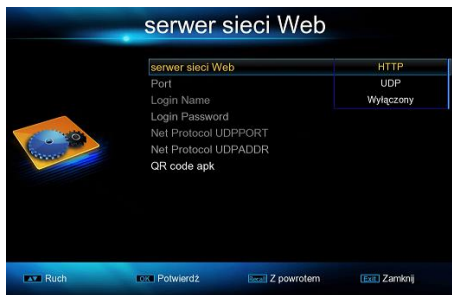 serwer sieci Web
serwer sieci Web HTTP
Port UDP
Login Name Wyłączony
Login Password
Net Protocol UDPPORT
Net Protocol UDPADDR
QR code apk
▲▼ Ruch OK Potwierdź Recall Z powrotem Exit Zamknij